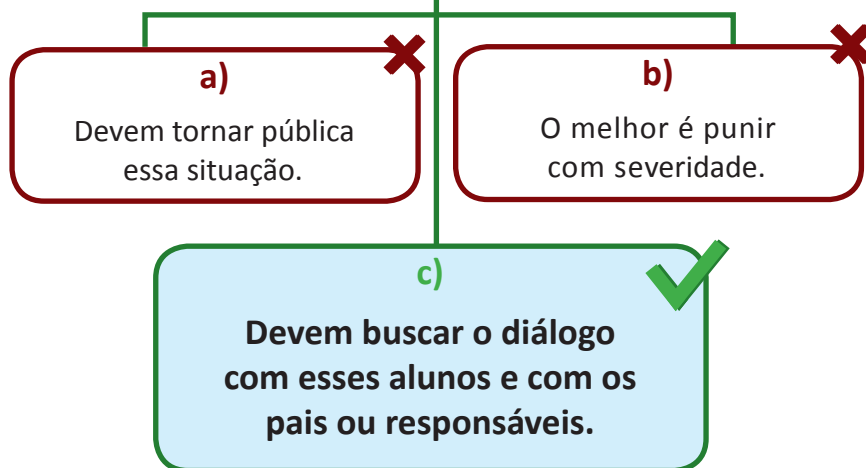 a)
Devem tornar pública
essa situação.
b)
O melhor é punir
com severidade.
c)
Devem buscar o diálogo
com esses alunos e com os
pais ou responsáveis.